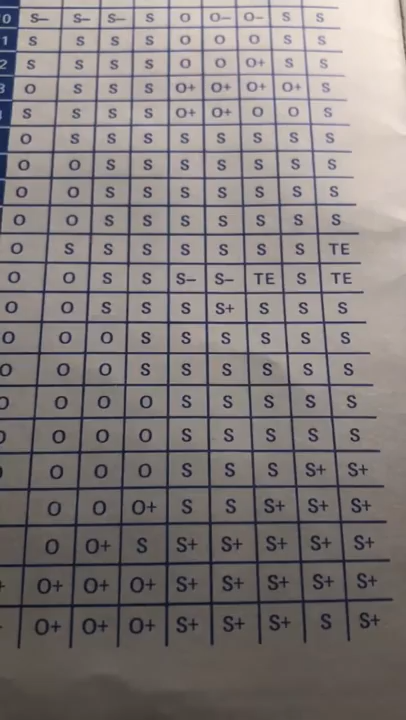 0 S– S– S– S O O– O– S S
1 S S S S O O O S S
2 S S S S O O O+ S S
3 O S S S O+ O+ O+ O+ S
S S S S O+ O+ O O S
O S S S S S S S S
O O S S S S S S S
O O S S S S S S S
O O S S S S S S S
O S S S S S S S TE
O O S S S– S– TE S TE
O O S S S S+ S S S
O O O S S S S S S
O O O S S S S S S
O O O O S S S S S
O O O S S S S S
O O O S S S S+ S+
O O O+ S S S+ S+ S+
O O+ S S+ S+ S+ S+ S+
+ O+ O+ O+ S+ S+ S+ S+ S+
O+ O+ O+ S+ S+ S+ S S+